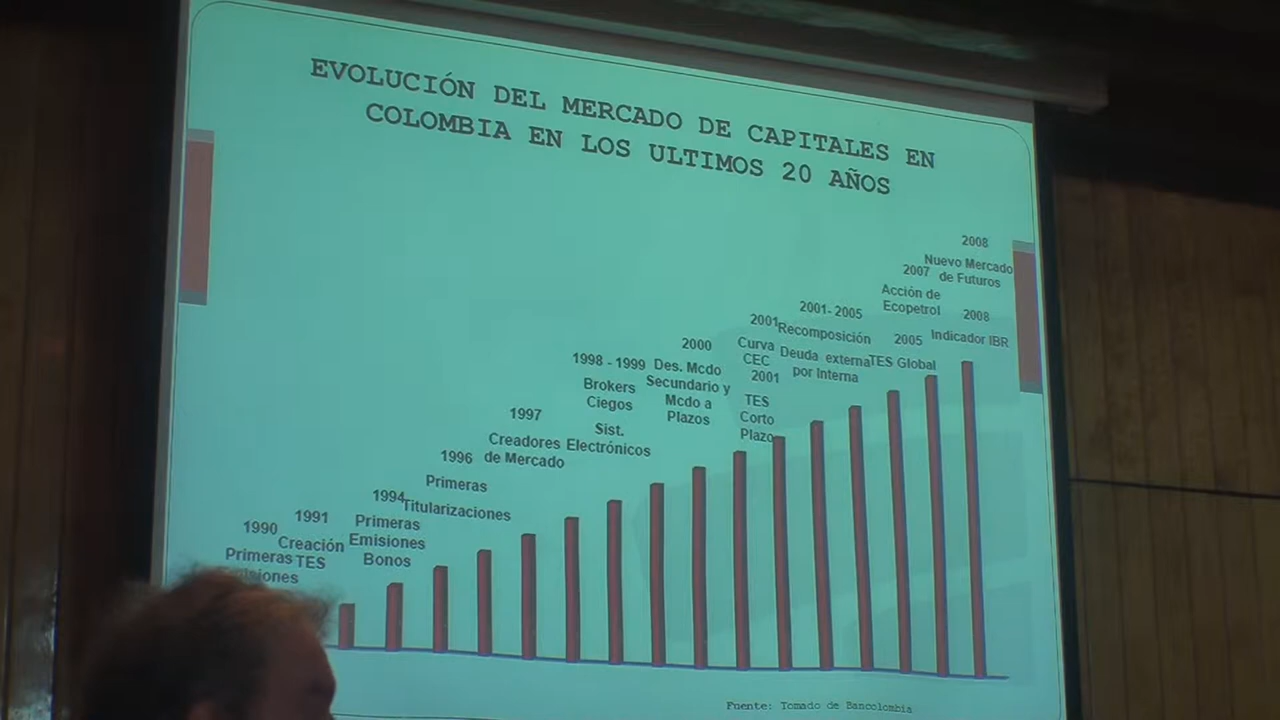 EVOLUCIÓN DEL MERCADO DE CAPITALES EN
COLOMBIA EN LOS ULTIMOS 20 AÑOS
1990
Primeras
1991
Creación
TES
1994
Primeras
Emisiones
Bonos
1996
Primeras
Titularizaciones
1997
Creadores
de Mercado
1998 - 1999
Brokers
Ciegos
Sist.
Electrónicos
2000
Des. Mcdo
Secundario y
Mcdo a
Plazos
2001
Curva
CEC
2001
TES
Corto
Plazo
2001- 2005
Recomposición
Deuda externa
por Interna
2005
TES Global
2007
Acción de
Ecopetrol
2008
Nuevo Mercado
de Futuros
2008
Indicador IBR
Fuente: Tomado de Bancolombia